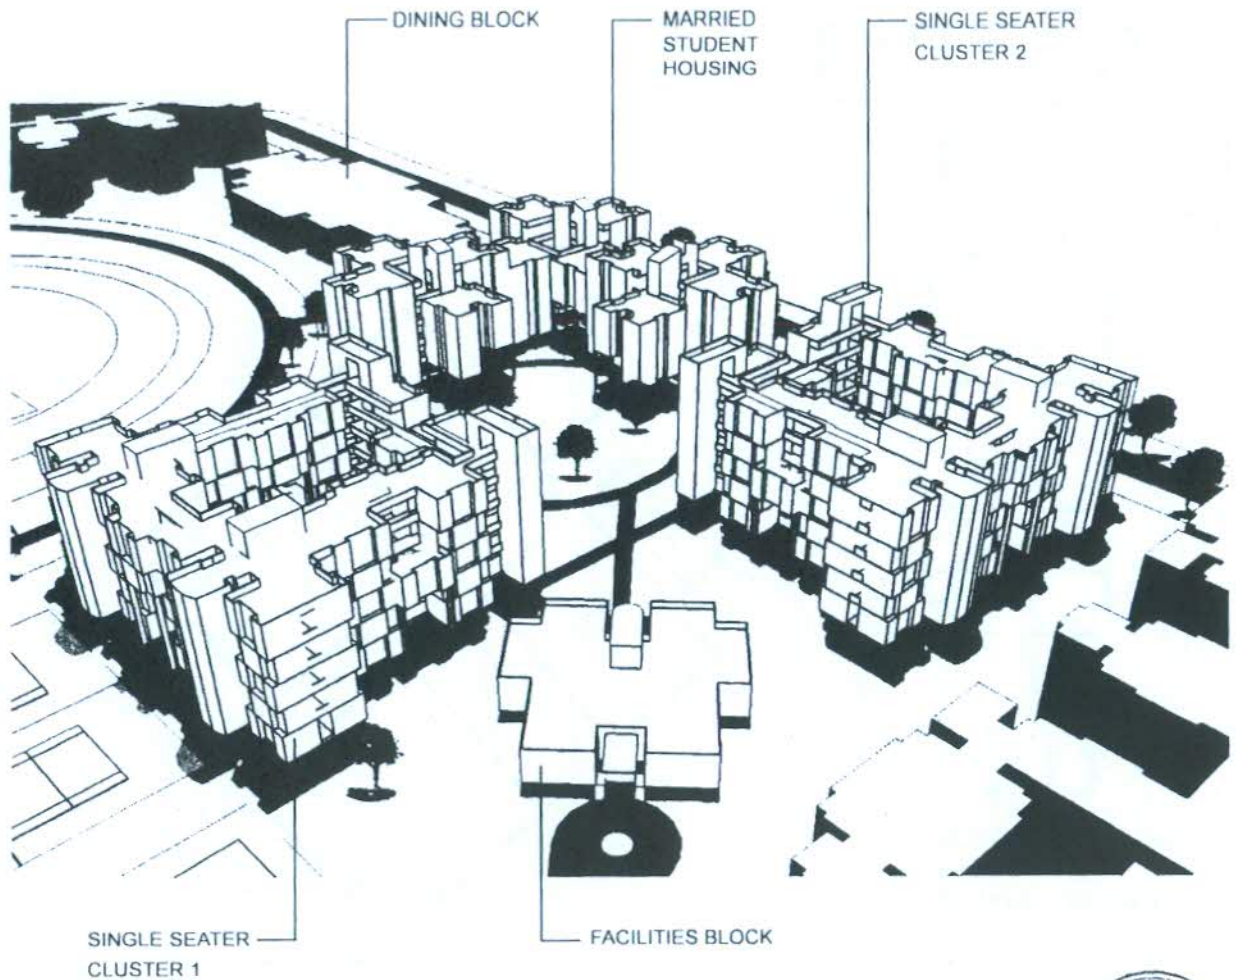 DINING BLOCK
MARRIED
STUDENT
HOUSING
SINGLE SEATER
CLUSTER 2
SINGLE SEATER
CLUSTER 1
FACILITIES BLOCK